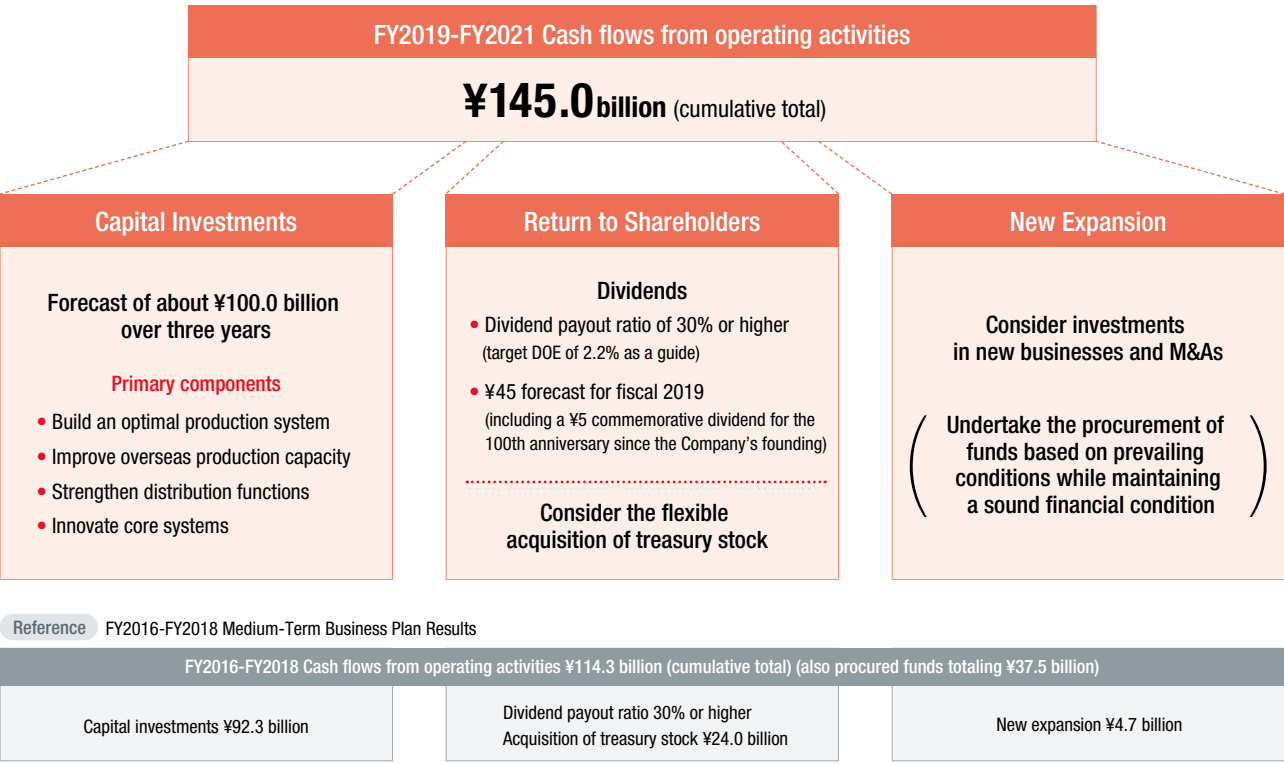 FY2019-FY2021 Cash flows from operating activities
¥145.0 billion (cumulative total)
Capital Investments
Forecast of about ¥100.0 billion
over three years
Primary components
• Build an optimal production system
• Improve overseas production capacity
• Strengthen distribution functions
• Innovate core systems
Return to Shareholders
Dividends
• Dividend payout ratio of 30% or higher
(target DOE of 2.2% as a guide)
• ¥45 forecast for fiscal 2019
(including a ¥5 commemorative dividend for the
100th anniversary since the Company’s founding)
Consider the flexible
acquisition of treasury stock
New Expansion
Consider investments
in new businesses and M&As
(Undertake the procurement of
funds based on prevailing
conditions while maintaining
a sound financial condition)
Reference FY2016-FY2018 Medium-Term Business Plan Results
FY2016-FY2018 Cash flows from operating activities ¥114.3 billion (cumulative total) (also procured funds totaling ¥37.5 billion)
Capital investments ¥92.3 billion
Dividend payout ratio 30% or higher
Acquisition of treasury stock ¥24.0 billion
New expansion ¥4.7 billion